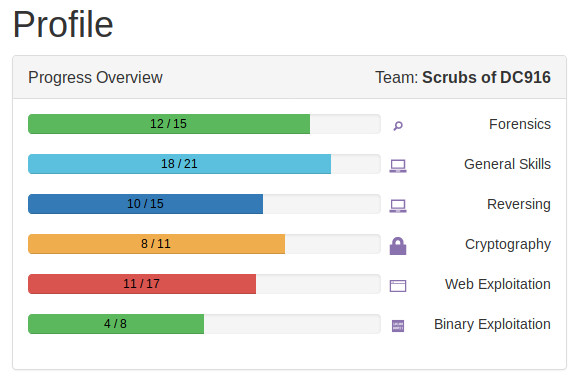 Profile
Progress Overview Team: Scrubs of DC916
12 / 15 Forensics
18 / 21 General Skills
10 / 15 Reversing
8 / 11 Cryptography
11 / 17 Web Exploitation
4 / 8 Binary Exploitation